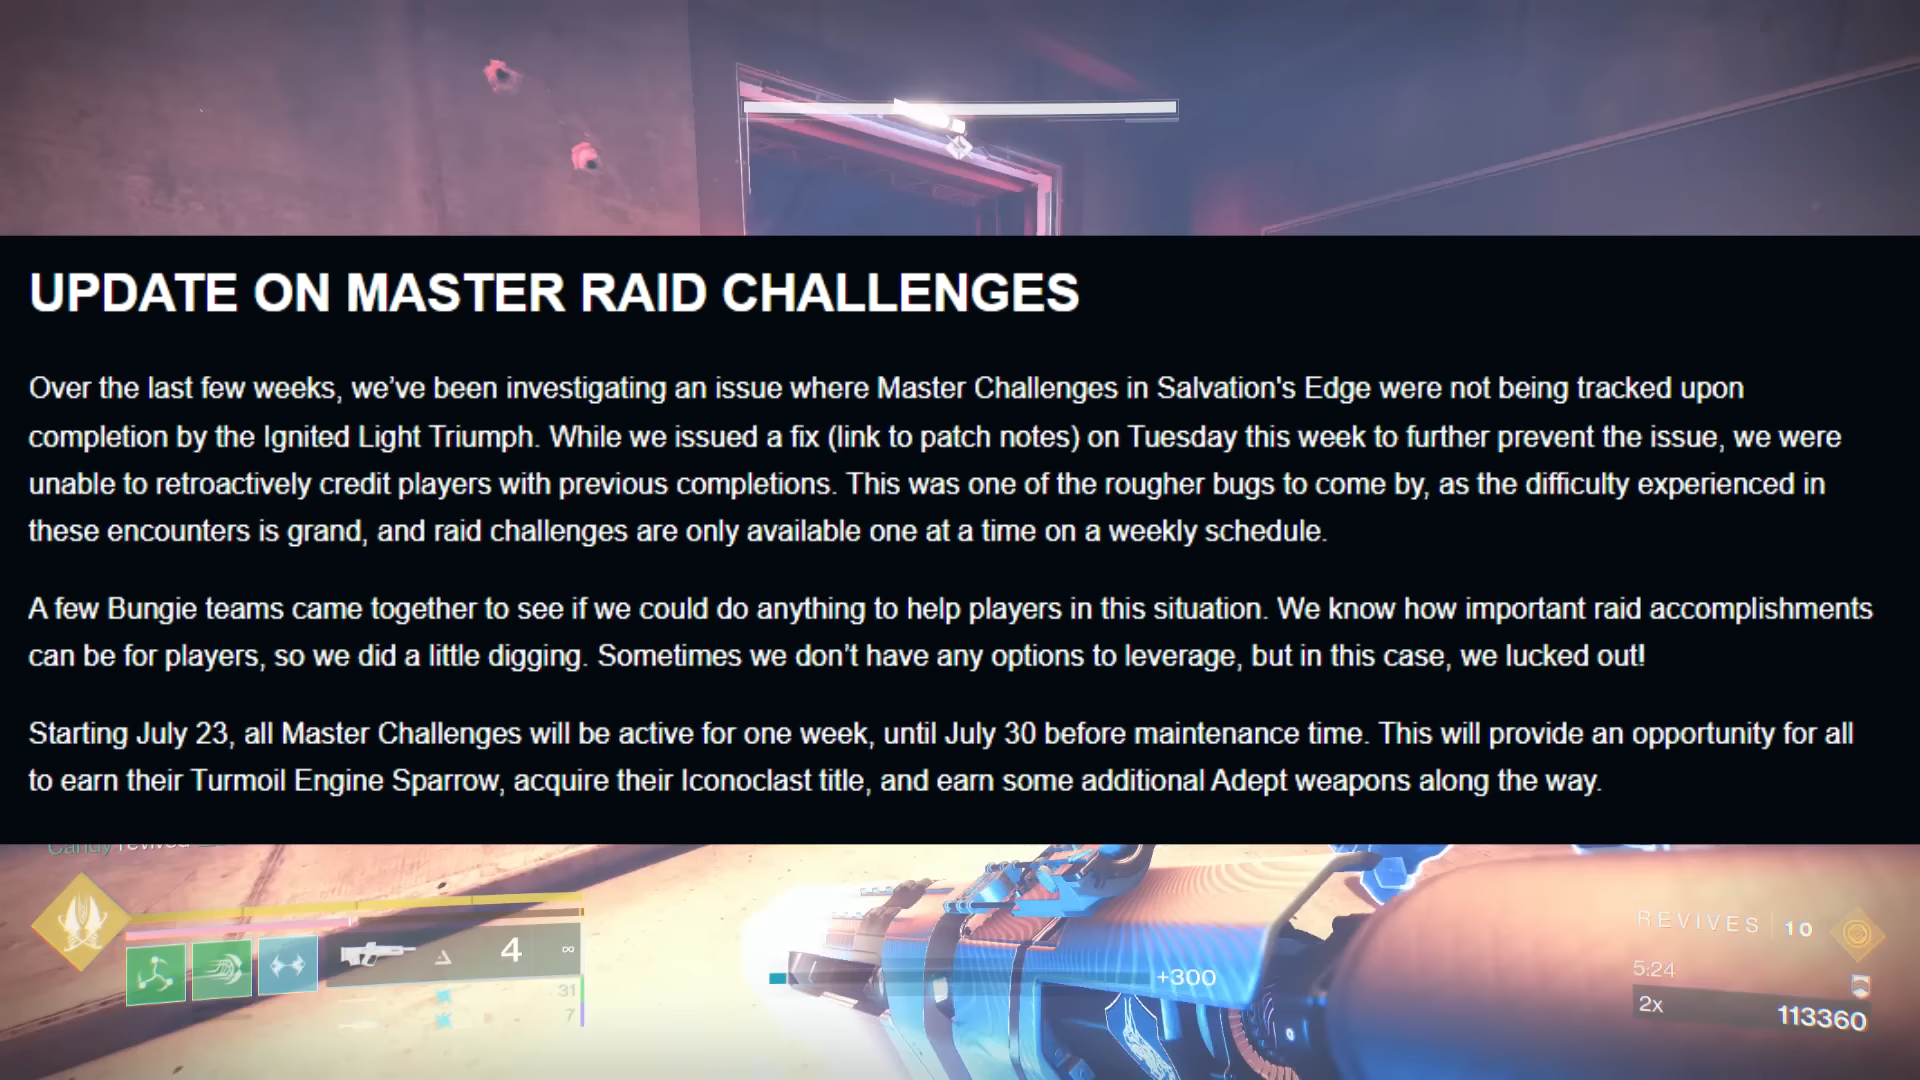 UPDATE ON MASTER RAID CHALLENGES
Over the last few weeks, we’ve been investigating an issue where Master Challenges in Salvation's Edge were not being tracked upon
completion by the Ignited Light Triumph. While we issued a fix (link to patch notes) on Tuesday this week to further prevent the issue, we were
unable to retroactively credit players with previous completions. This was one of the rougher bugs to come by, as the difficulty experienced in
these encounters is grand, and raid challenges are only available one at a time on a weekly schedule.
A few Bungie teams came together to see if we could do anything to help players in this situation. We know how important raid accomplishments
can be for players, so we did a little digging. Sometimes we don’t have any options to leverage, but in this case, we lucked out!
Starting July 23, all Master Challenges will be active for one week, until July 30 before maintenance time. This will provide an opportunity for all
to earn their Turmoil Engine Sparrow, acquire their Iconoclast title, and earn some additional Adept weapons along the way.
Candy revived
4 ∞
31
7
+300
REVIVES 10
5:24
2x
113360